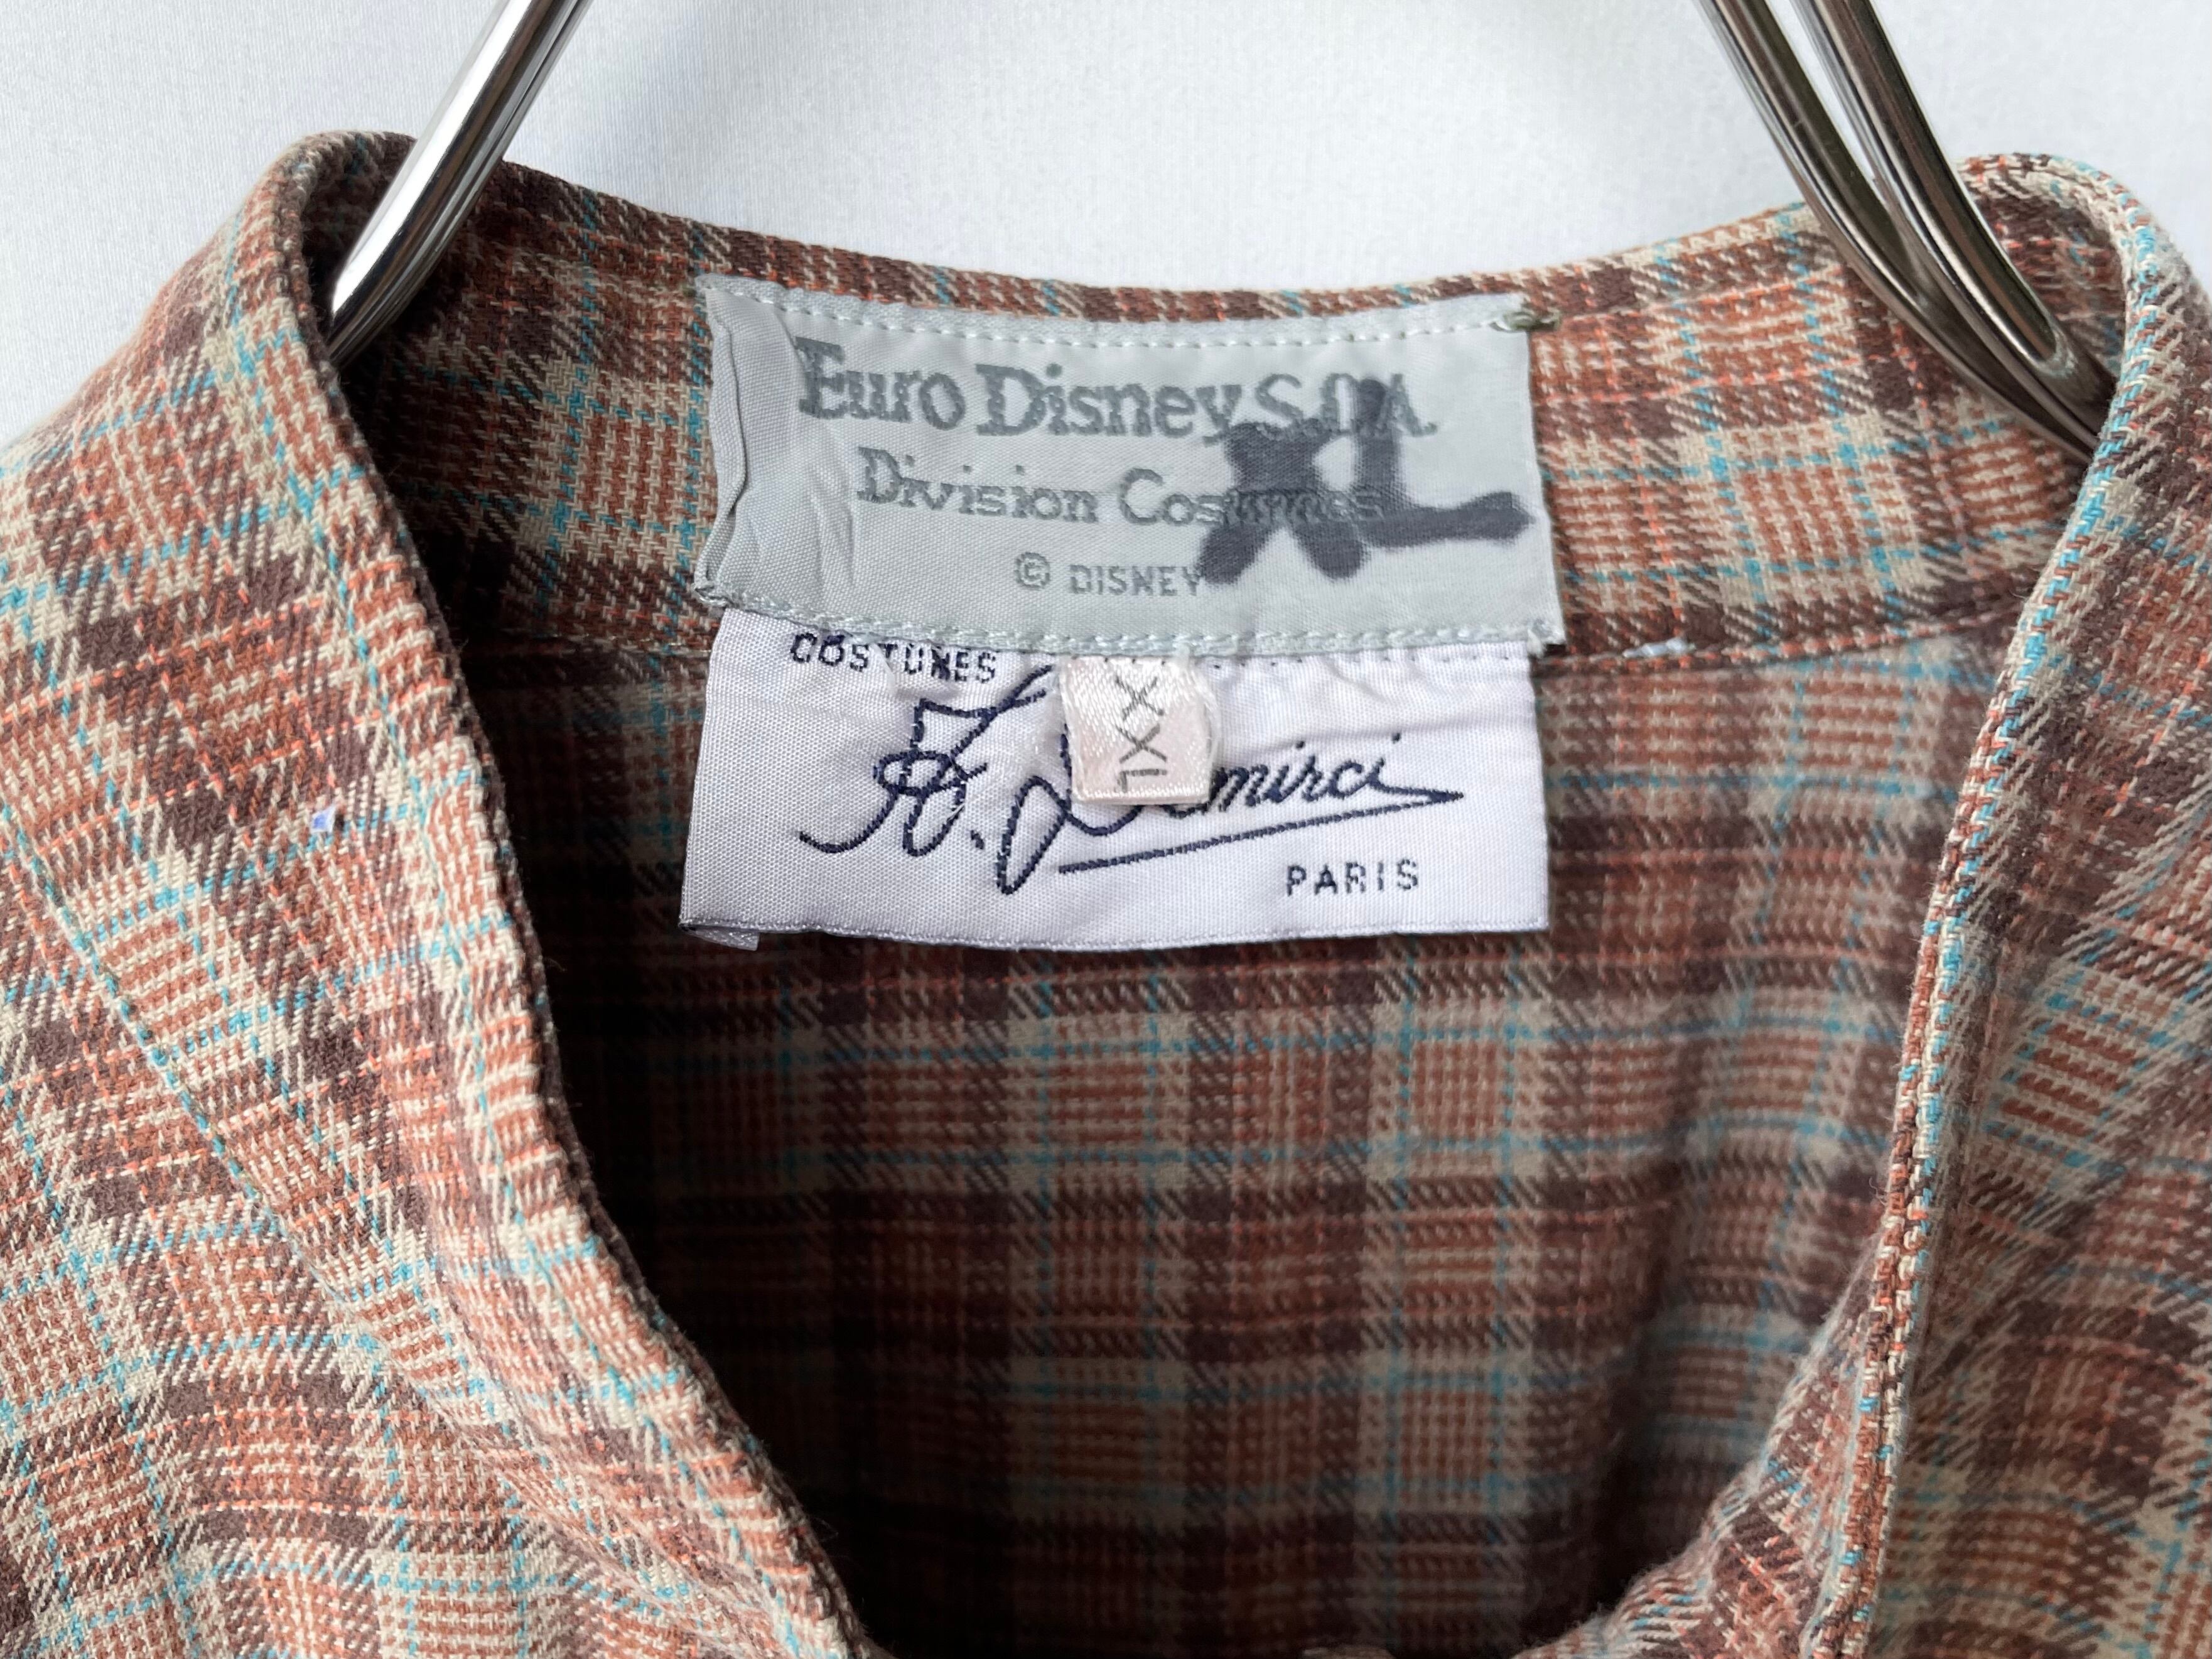 Euro Disney S.C.A.
XL
Division Costumes
© DISNEY
COSTUMES
XXL
PARIS